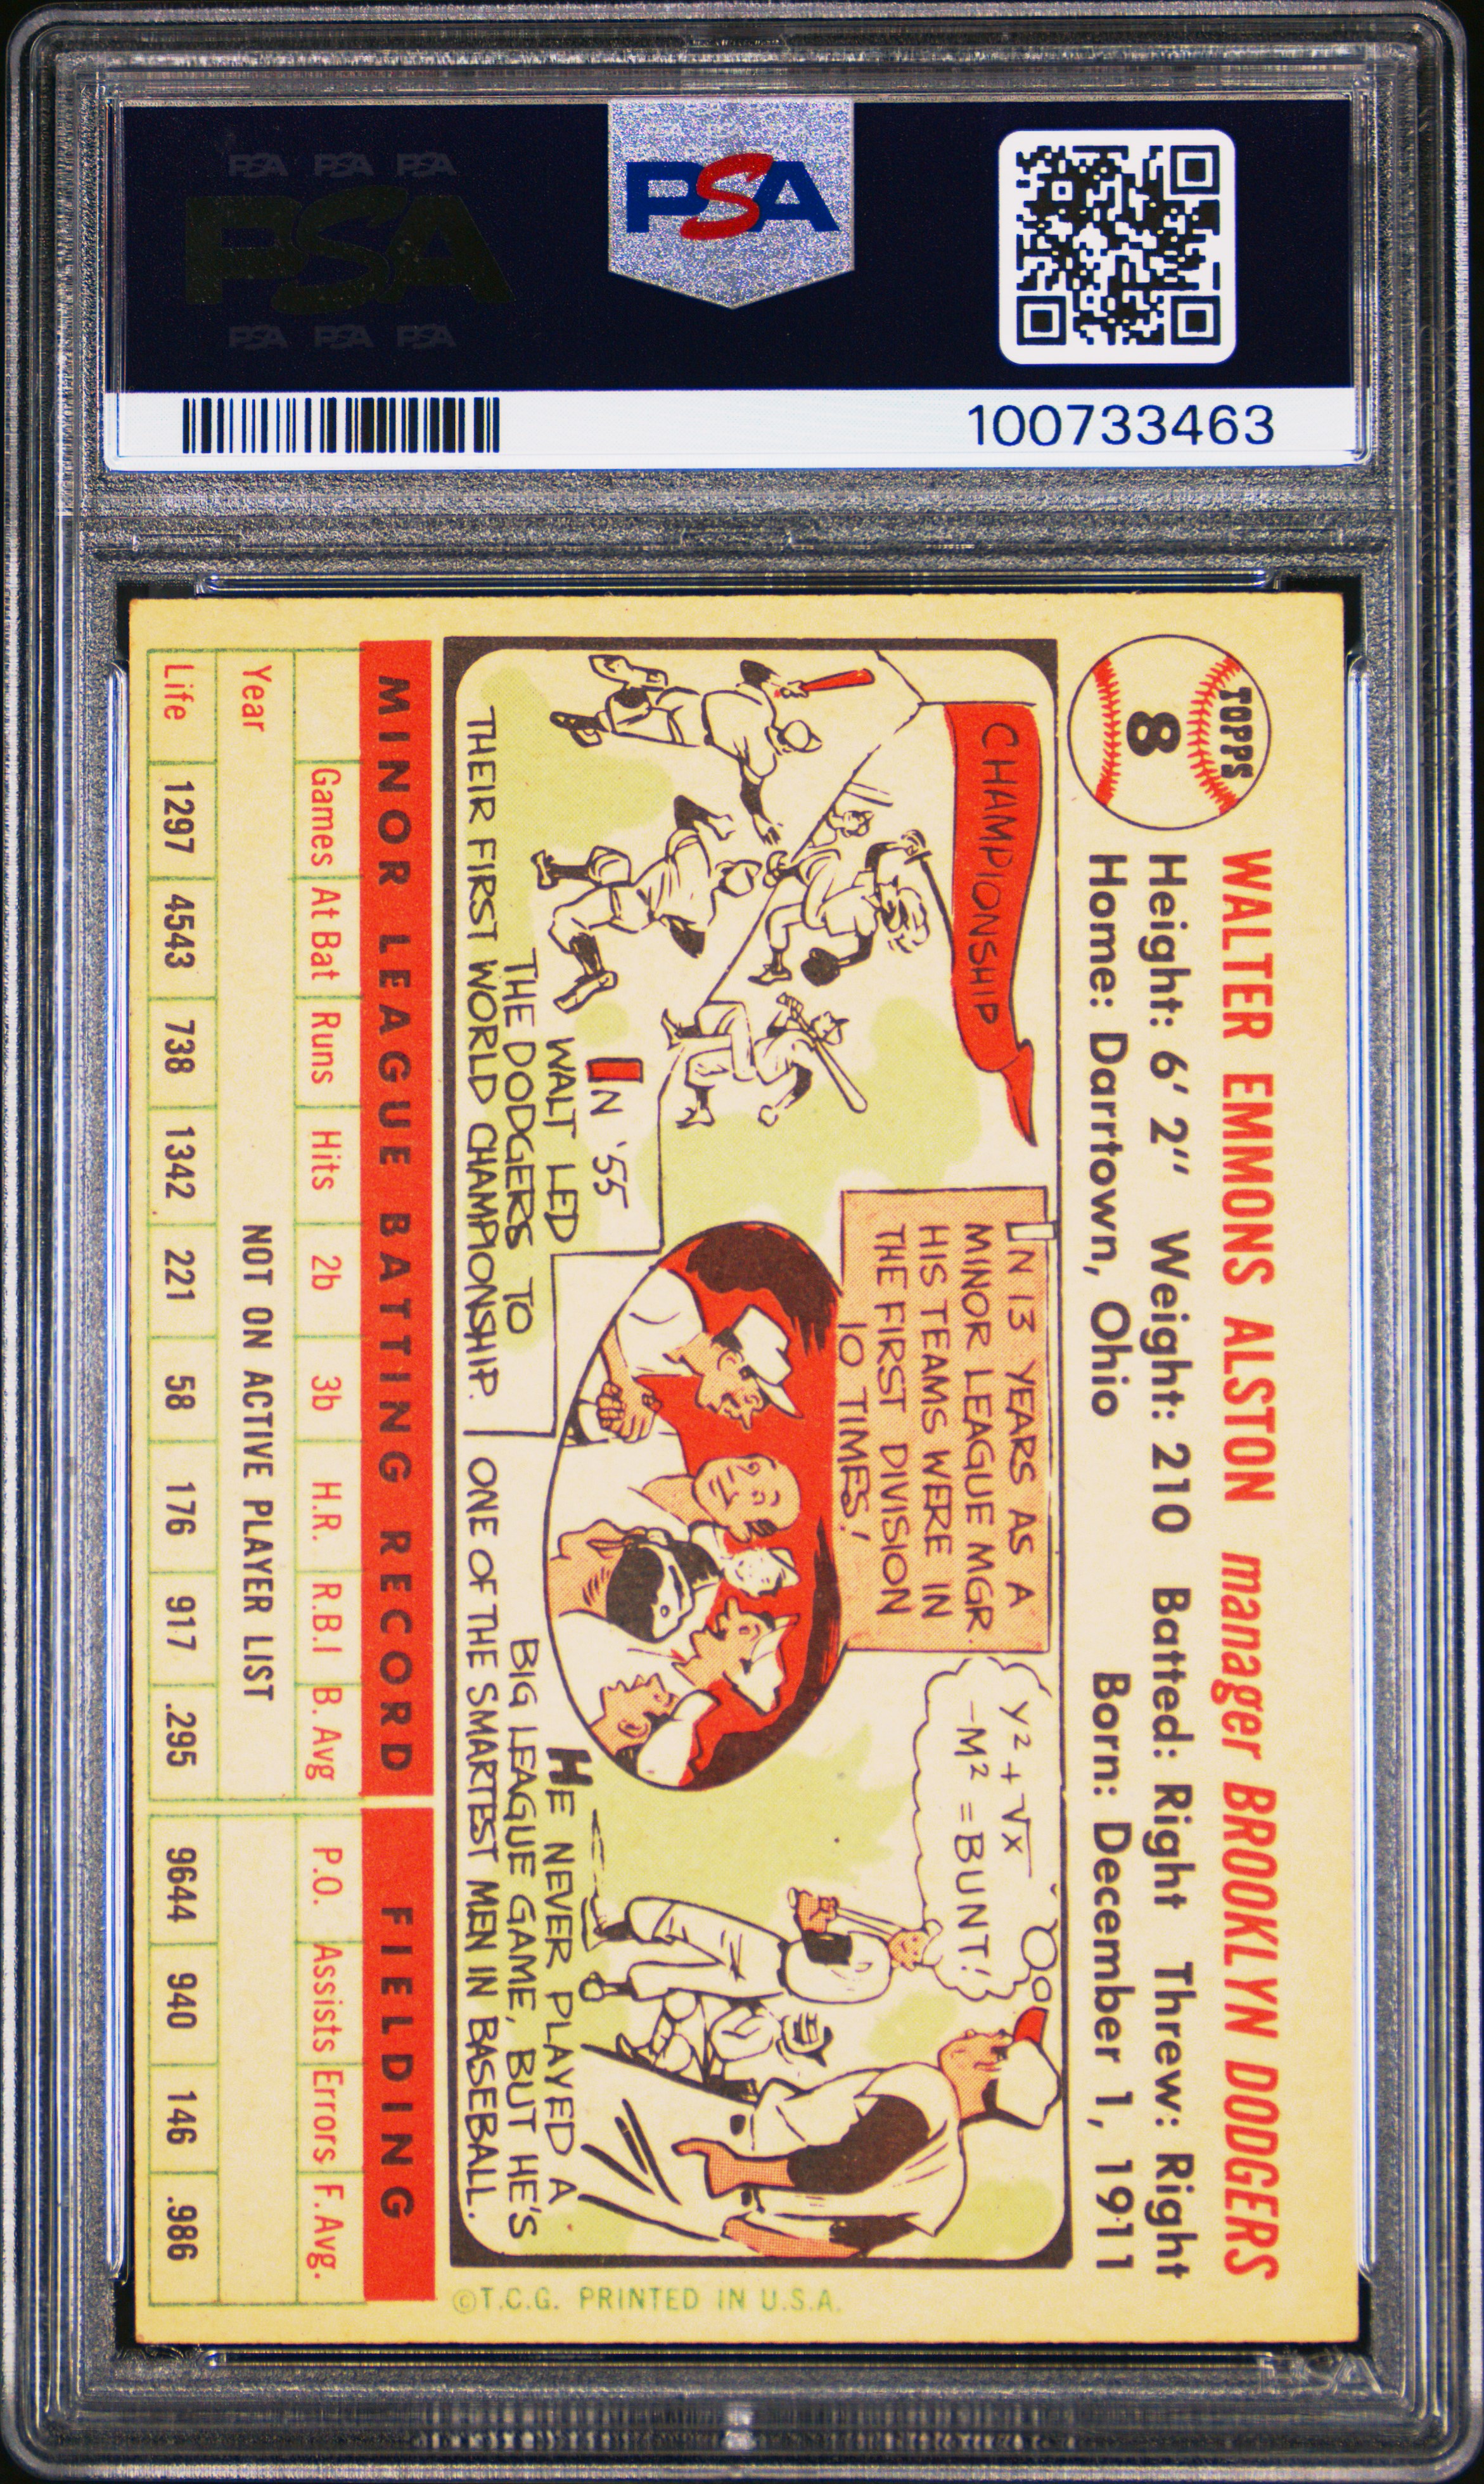 PSA PSA PSA
PSA
PSA PSA PSA
PSA
100733463
TOPPS
8
WALTER EMMONS ALSTON manager BROOKLYN DODGERS
Height: 6' 2" Weight: 210 Batted: Right Threw: Right
Home: Darrtown, Ohio Born: December 1, 1911
CHAMPIONSHIP
IN '55
WALT LED
THE DODGERS TO
THEIR FIRST WORLD CHAMPIONSHIP.
IN 13 YEARS AS A
MINOR LEAGUE MGR.
HIS TEAMS WERE IN
THE FIRST DIVISION
10 TIMES!
Y² + √X
-M² = BUNT!
HE NEVER PLAYED A
BIG LEAGUE GAME, BUT HE'S
ONE OF THE SMARTEST MEN IN BASEBALL.
MINOR LEAGUE BATTING RECORD FIELDING
Games At Bat Runs Hits 2b 3b H.R. R.B.I B. Avg P.O. Assists Errors F. Avg.
Year NOT ON ACTIVE PLAYER LIST
Life 1297 4543 738 1342 221 58 176 917 .295 9644 940 146 .986
©T.C.G. PRINTED IN U.S.A.
PSA